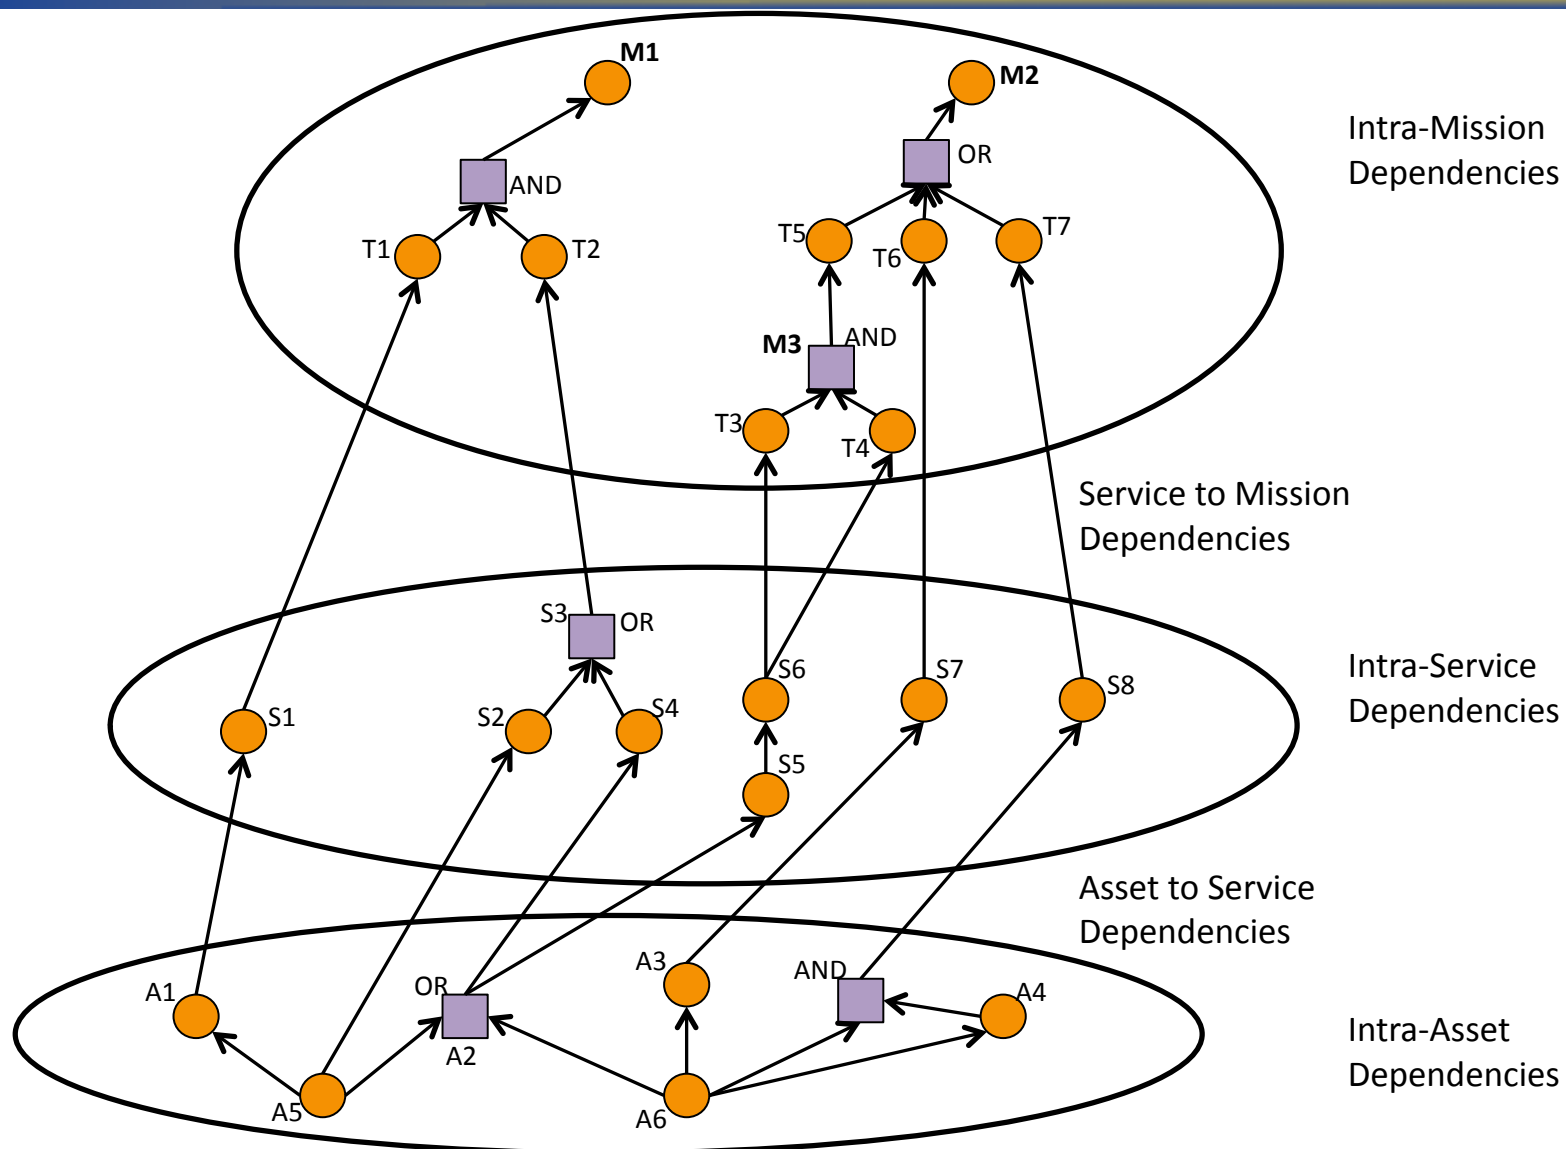 M1
M2
Intra-Mission
Dependencies
OR
AND
T1
T2
T5
T6
T7
M3
AND
T3
T4
Service to Mission
Dependencies
S3
OR
S1
S2
S4
S6
S7
S8
S5
Intra-Service
Dependencies
Asset to Service
Dependencies
A1
OR
A2
A3
AND
A4
A5
A6
Intra-Asset
Dependencies